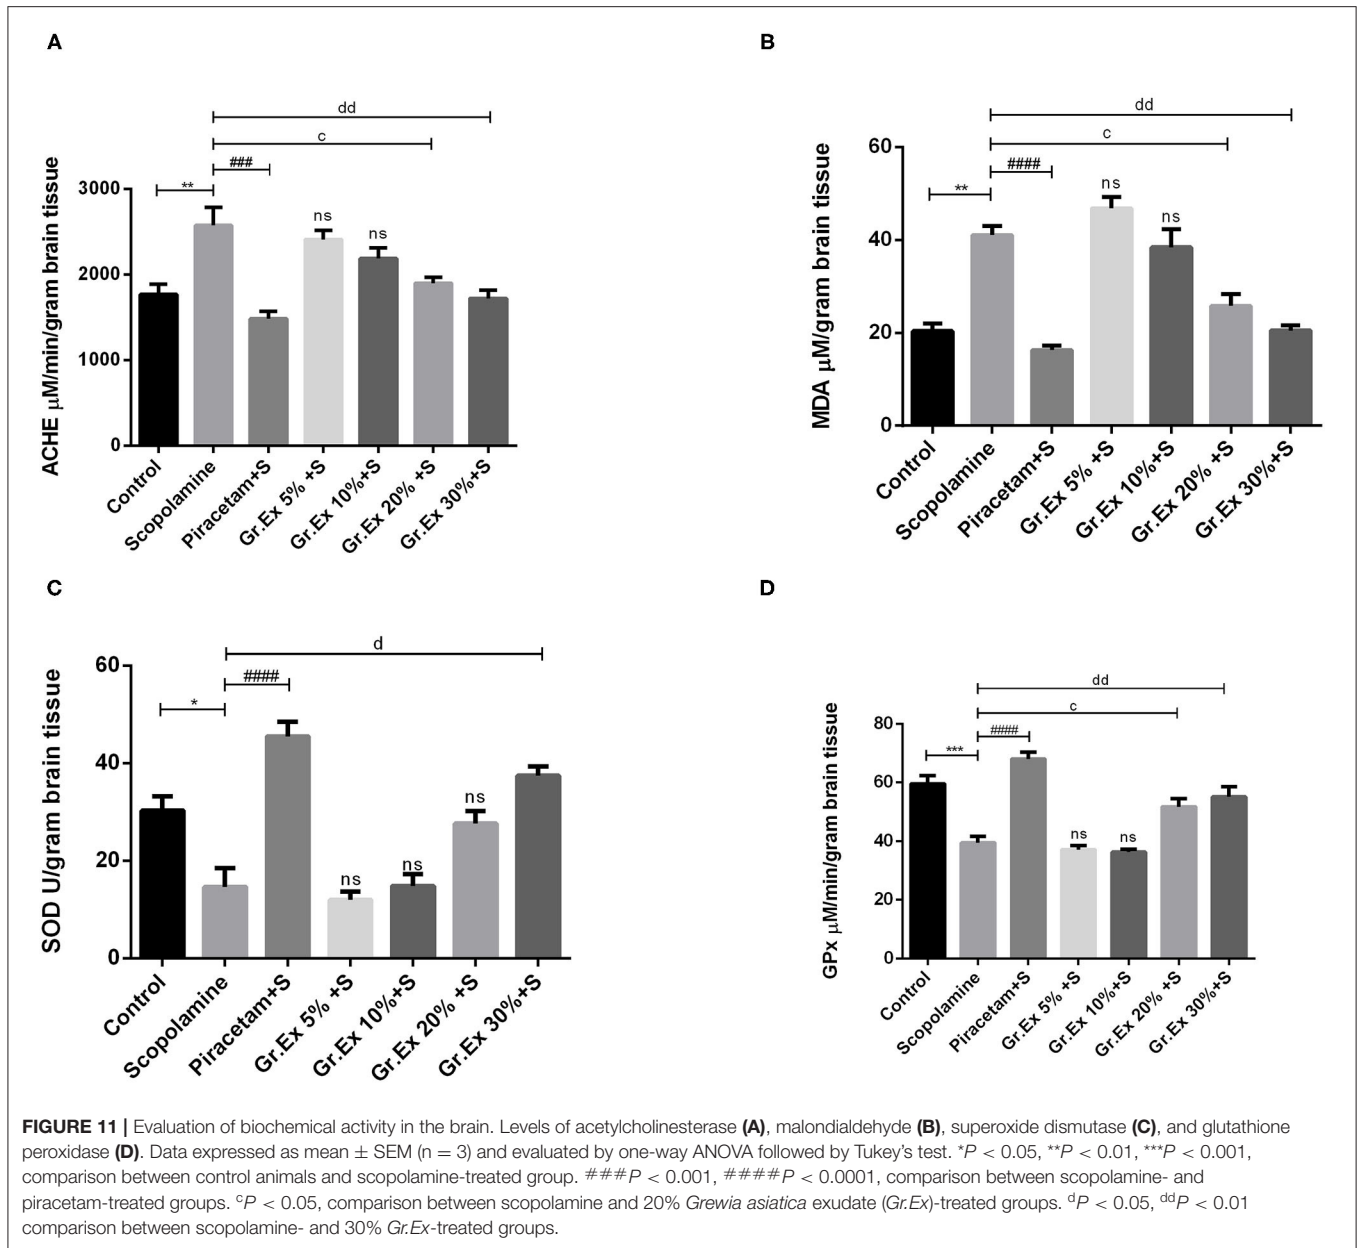 A
dd
c
###
**
ns
ns
3000
2000
1000
0
ACHE μM/min/gram brain tissue
Control
Scopolamine
Piracetam+S
Gr.Ex 5% +S
Gr.Ex 10%+S
Gr.Ex 20% +S
Gr.Ex 30%+S
B
dd
c
####
**
ns
ns
60
40
20
0
MDA μM/gram brain tissue
Control
Scopolamine
Piracetam+S
Gr.Ex 5% +S
Gr.Ex 10%+S
Gr.Ex 20% +S
Gr.Ex 30%+S
C
d
####
*
ns
ns
ns
60
40
20
0
SOD U/gram brain tissue
Control
Scopolamine
Piracetam+S
Gr.Ex 5% +S
Gr.Ex 10%+S
Gr.Ex 20% +S
Gr.Ex 30%+S
D
dd
c
####
***
ns
ns
80
60
40
20
0
GPx μM/min/gram brain tissue
Control
Scopolamine
Piracetam+S
Gr.Ex 5% +S
Gr.Ex 10%+S
Gr.Ex 20% +S
Gr.Ex 30%+S
FIGURE 11 | Evaluation of biochemical activity in the brain. Levels of acetylcholinesterase (A), malondialdehyde (B), superoxide dismutase (C), and glutathione
peroxidase (D). Data expressed as mean ± SEM (n = 3) and evaluated by one-way ANOVA followed by Tukey's test. *P < 0.05, **P < 0.01, ***P < 0.001,
comparison between control animals and scopolamine-treated group. ###P < 0.001, ####P < 0.0001, comparison between scopolamine- and
piracetam-treated groups. cP < 0.05, comparison between scopolamine and 20% Grewia asiatica exudate (Gr.Ex)-treated groups. dP < 0.05, ddP < 0.01
comparison between scopolamine- and 30% Gr.Ex-treated groups.